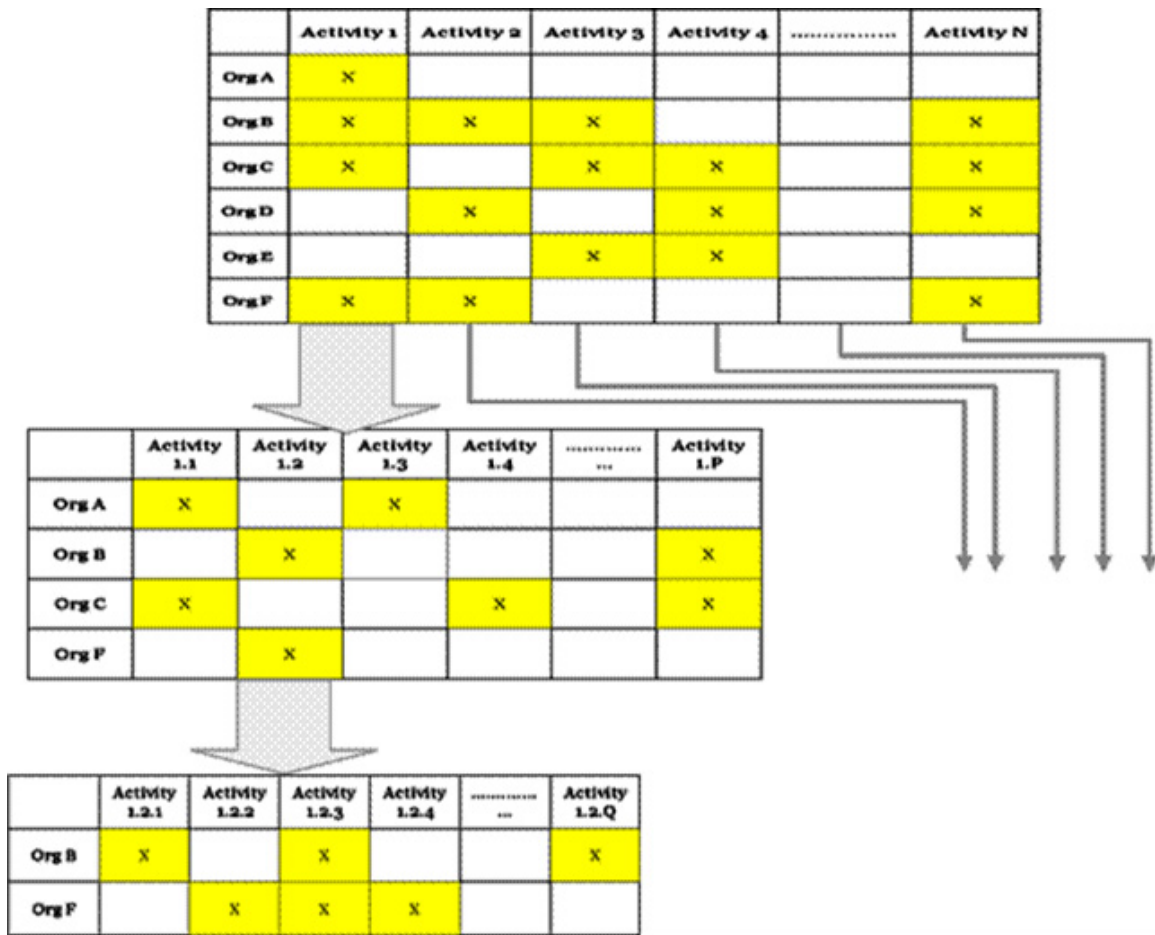 Activity 1 Activity 2 Activity 3 Activity 4 ................ Activity N
Org A X
Org B X X X X
Org C X X X X
Org D X X X
Org E X X
Org F X X X
Activity Activity Activity Activity ............. Activity
1.1 1.2 1.3 1.4 ... 1.P
Org A X X
Org B X X
Org C X X X
Org F X
Activity Activity Activity Activity ............. Activity
1.2.1 1.2.2 1.2.3 1.2.4 ... 1.2.Q
Org B X X X
Org F X X X